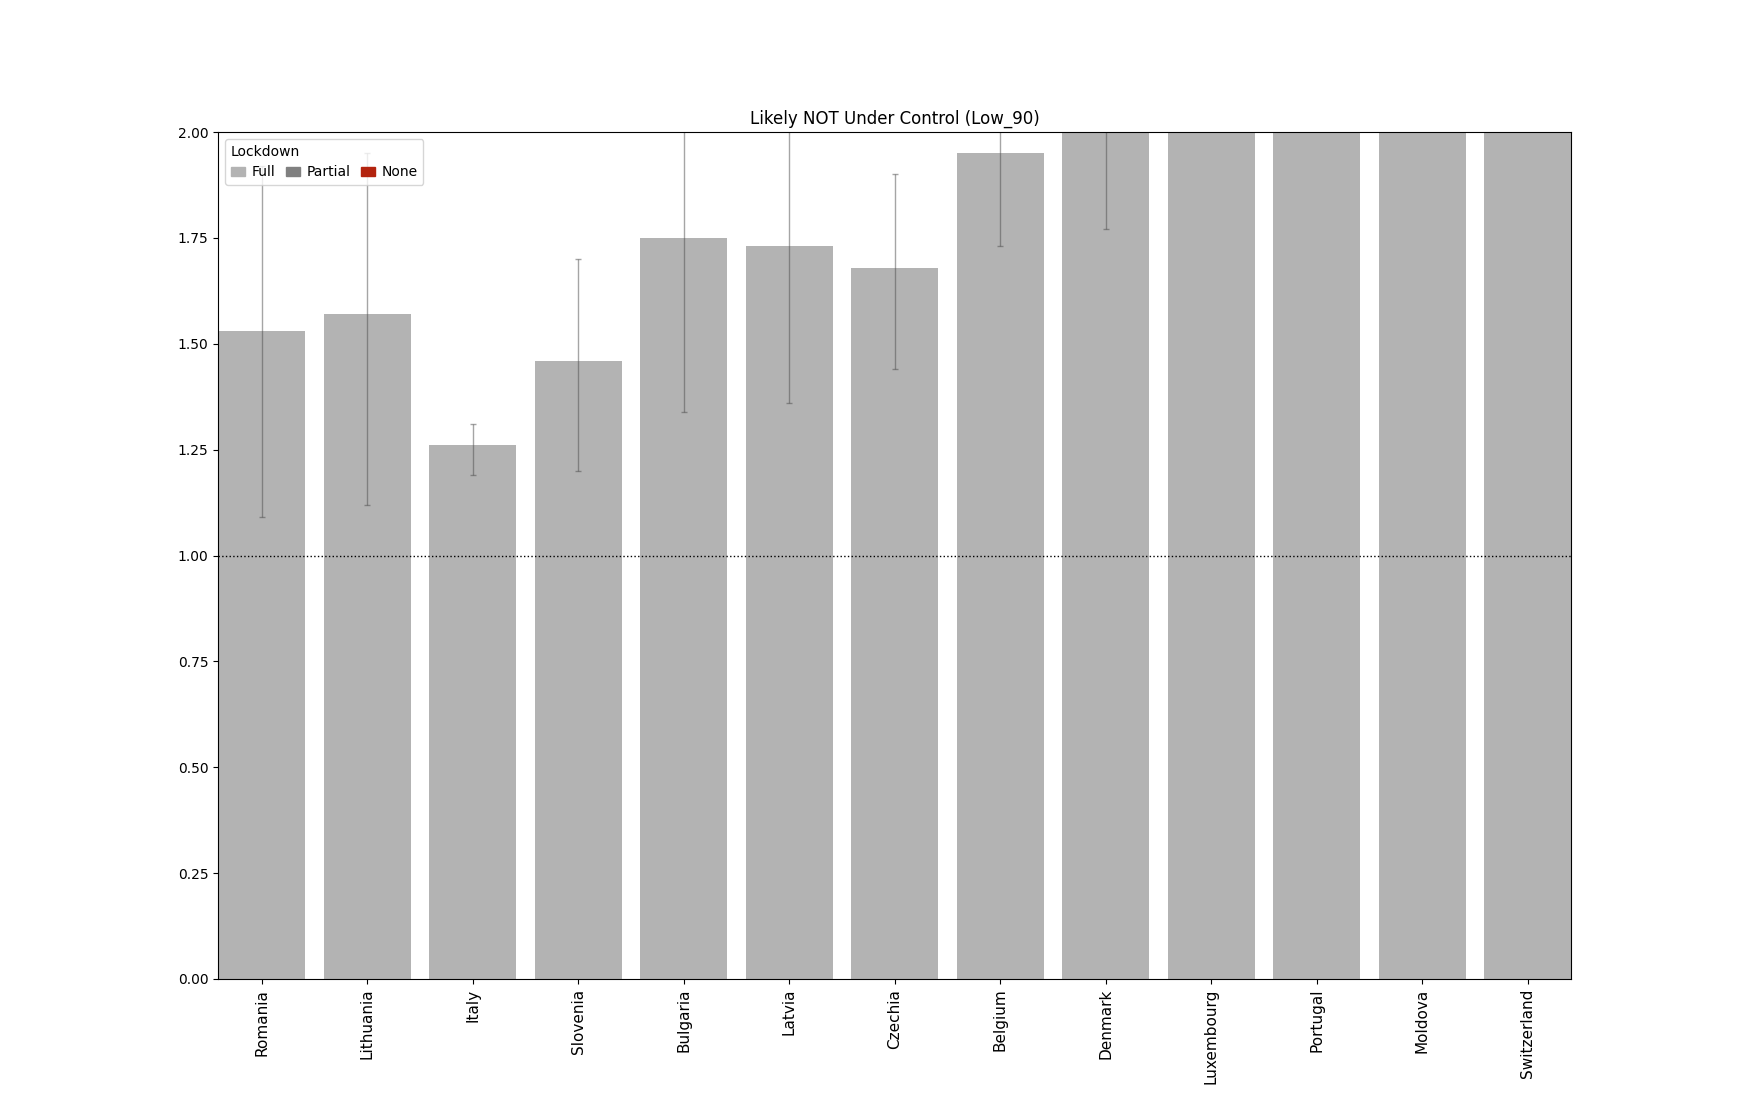 Likely NOT Under Control (Low_90)
Lockdown
Full Partial None
2.00
1.75
1.50
1.25
1.00
0.75
0.50
0.25
0.00
Romania
Lithuania
Italy
Slovenia
Bulgaria
Latvia
Czechia
Belgium
Denmark
Luxembourg
Portugal
Moldova
Switzerland